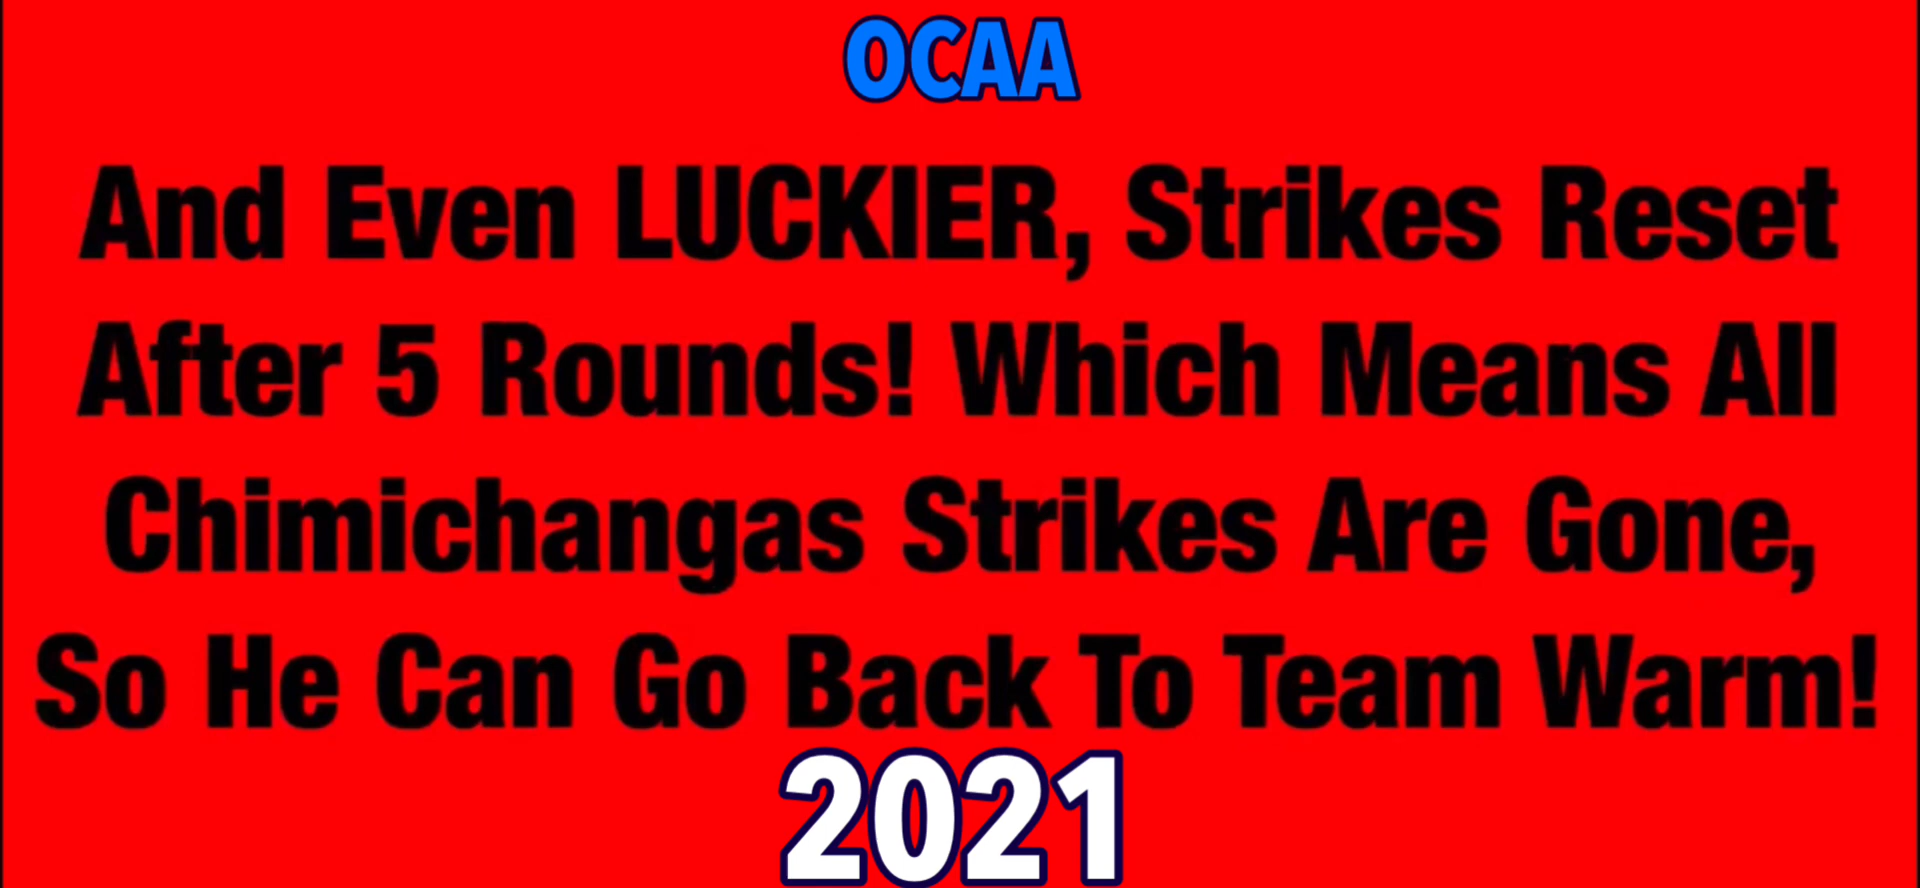 OCAA
And Even LUCKIER, Strikes Reset
After 5 Rounds! Which Means All
Chimichangas Strikes Are Gone,
So He Can Go Back To Team Warm!
2021